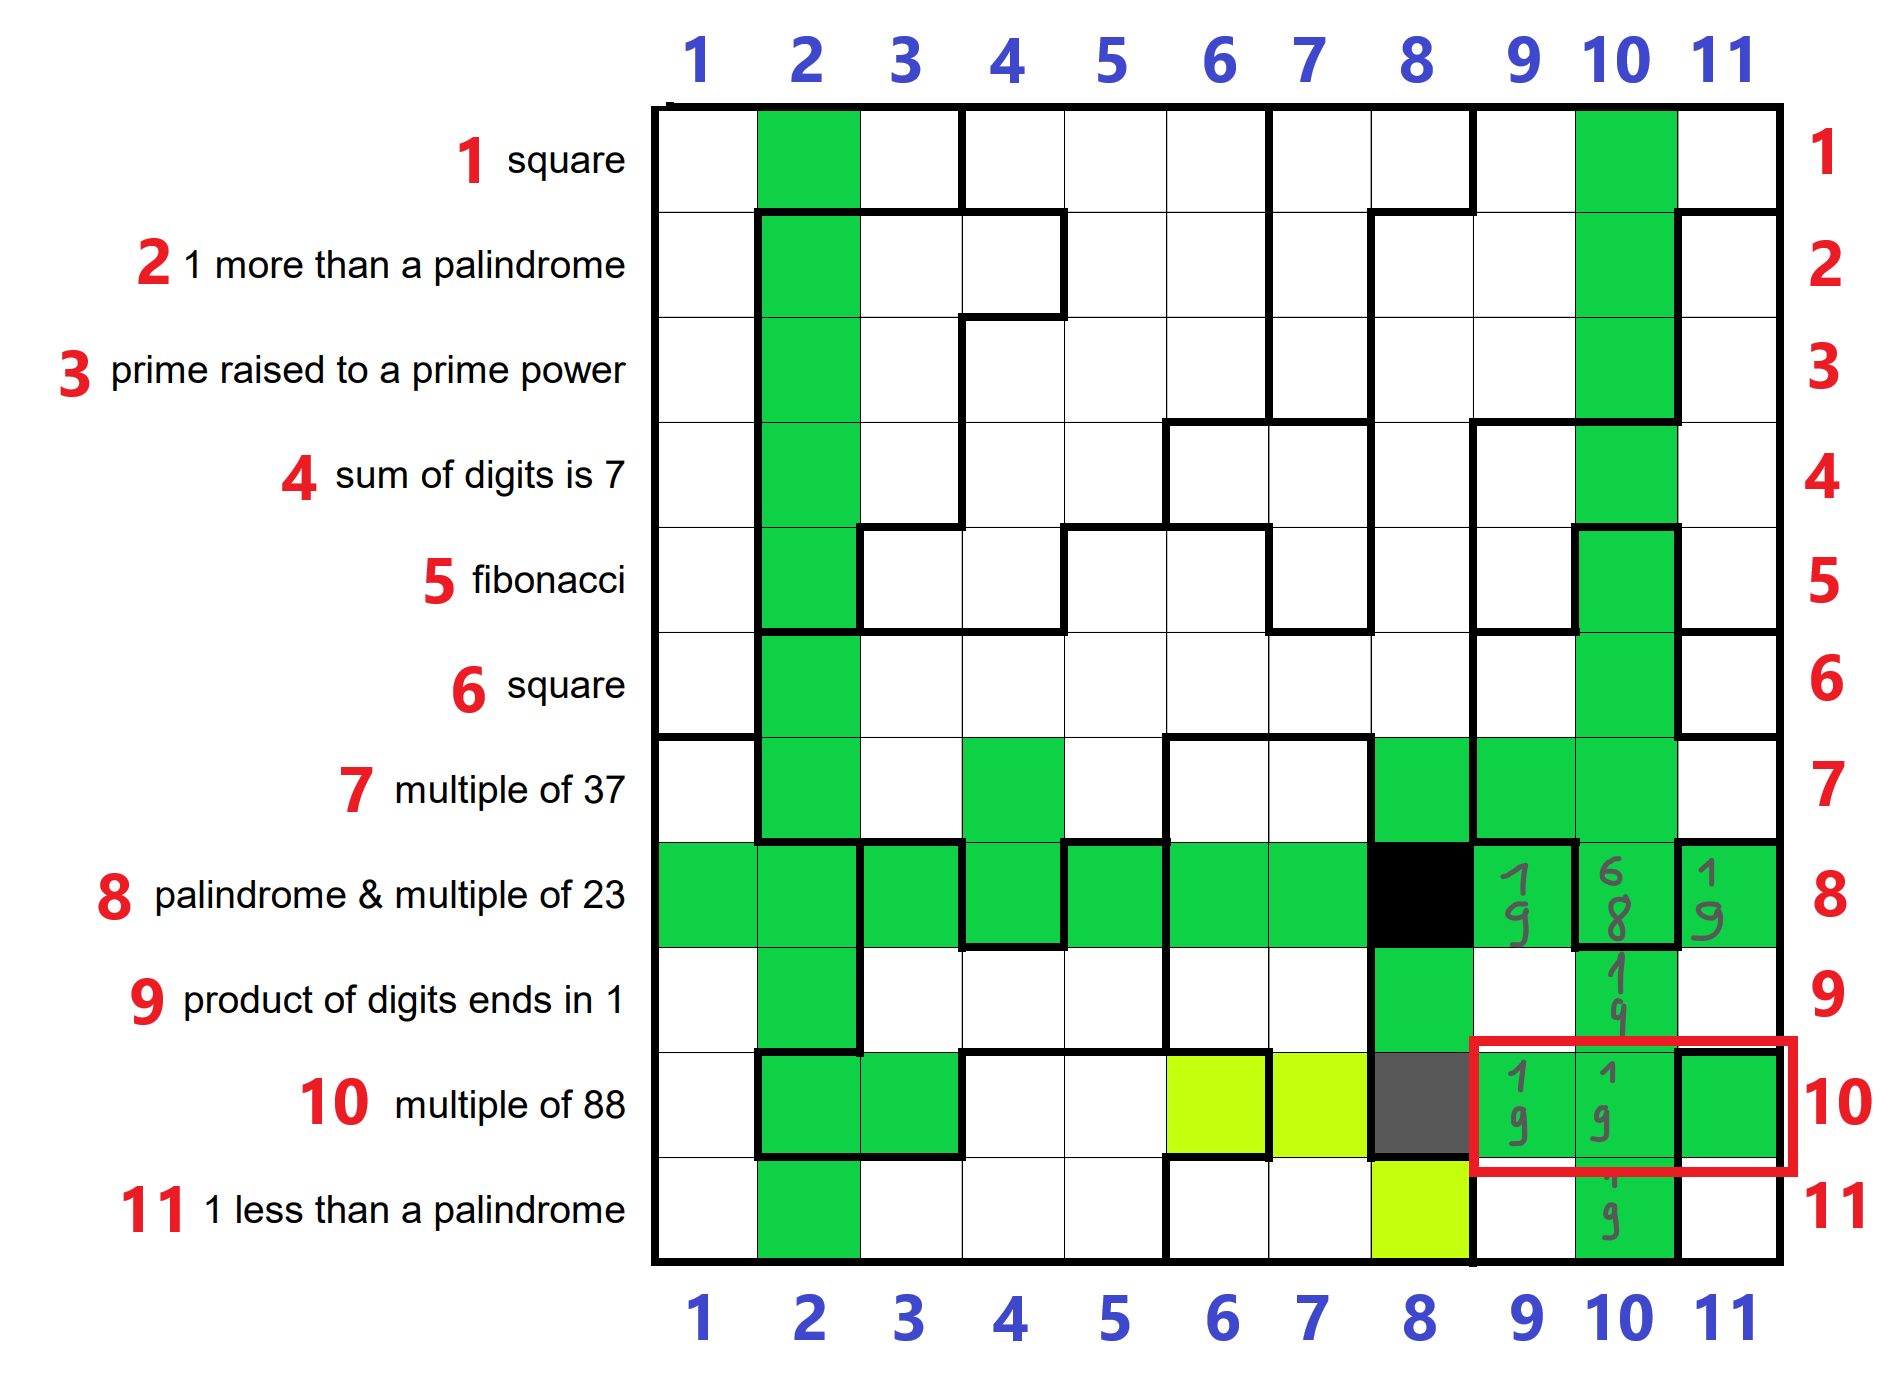 1 2 3 4 5 6 7 8 9 10 11
1 square 1
2 1 more than a palindrome 2
3 prime raised to a prime power 3
4 sum of digits is 7 4
5 fibonacci 5
6 square 6
7 multiple of 37 7
8 palindrome & multiple of 23 1 6 1 8
9 8 9
9 product of digits ends in 1 1 9
9
10 multiple of 88 1 1 10
9 9
11 1 less than a palindrome 1 11
9
1 2 3 4 5 6 7 8 9 10 11